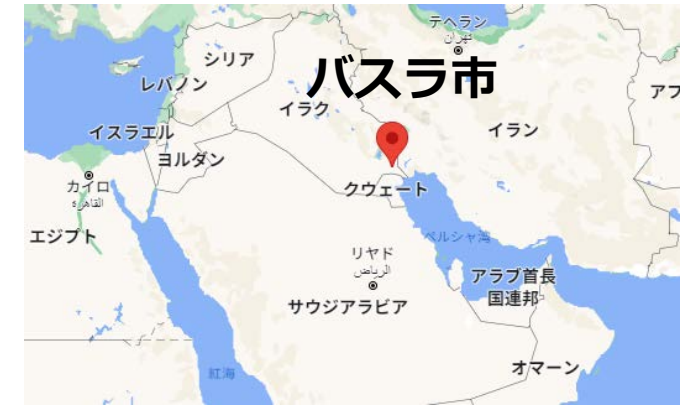 テヘラン
تهران
シリア
バスラ市
レバノン
イラク
アフ
イスラエル
イラン
ヨルダン
カイロ
القاهرة
クウェート
エジプト
ペルシャ湾
リヤド
الرياض
アラブ首長
国連邦
サウジアラビア
オマーン
紅海